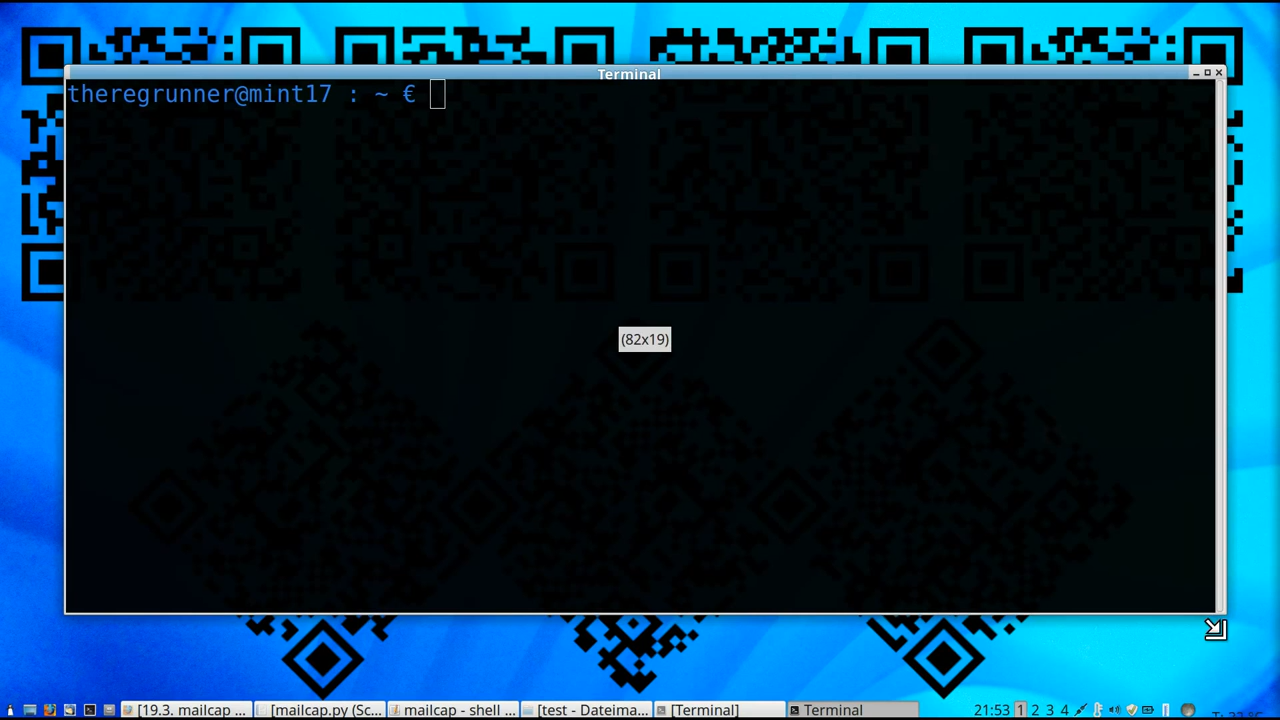 Terminal
theregrunner@mint17 : ~ €
(82x19)
[19.3. mailcap ... [mailcap.py (Sc... mailcap - shell ... [test - Dateima... [Terminal] Terminal 21:53 1 2 3 4